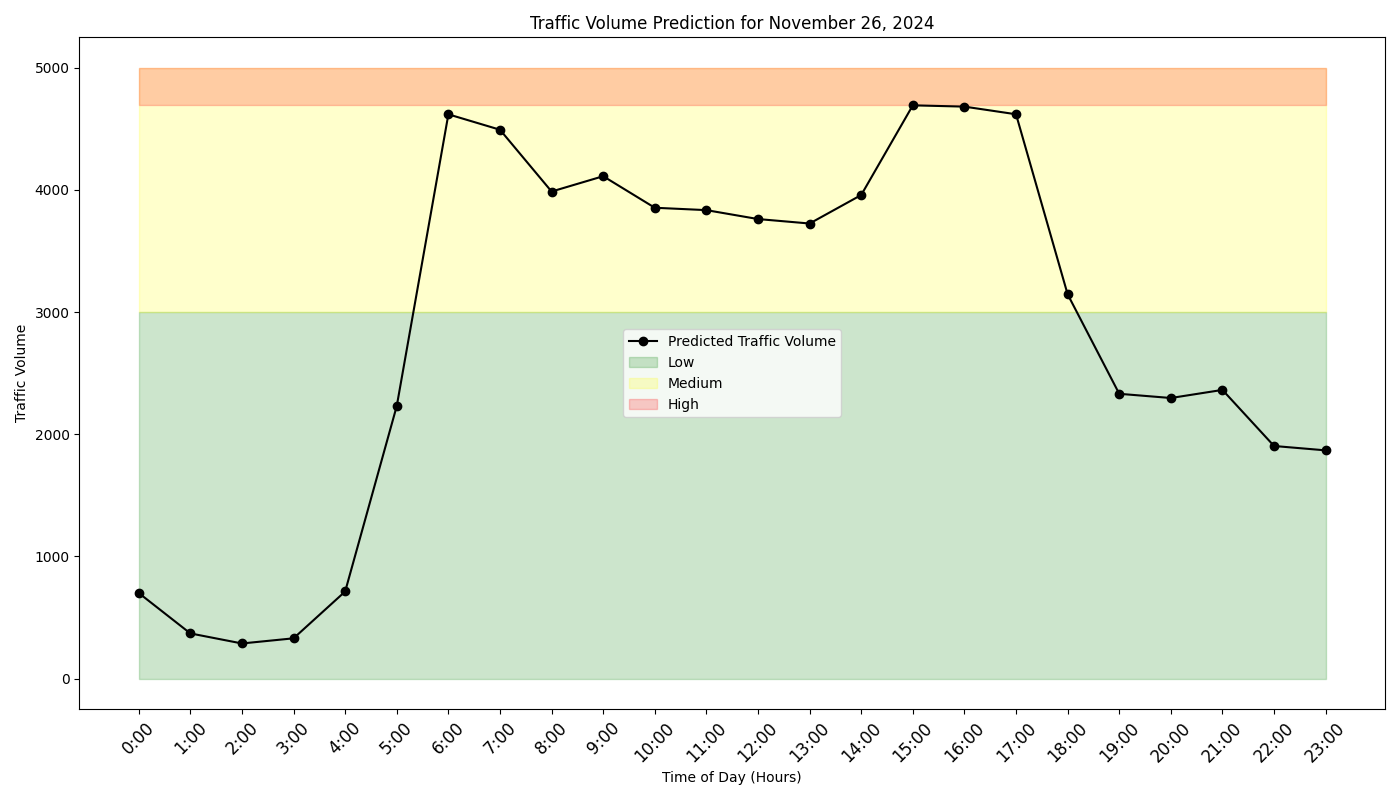 Traffic Volume Prediction for November 26, 2024
Traffic Volume
5000
4000
3000
2000
1000
0
Predicted Traffic Volume
Low
Medium
High
0:00 1:00 2:00 3:00 4:00 5:00 6:00 7:00 8:00 9:00 10:00 11:00 12:00 13:00 14:00 15:00 16:00 17:00 18:00 19:00 20:00 21:00 22:00 23:00
Time of Day (Hours)